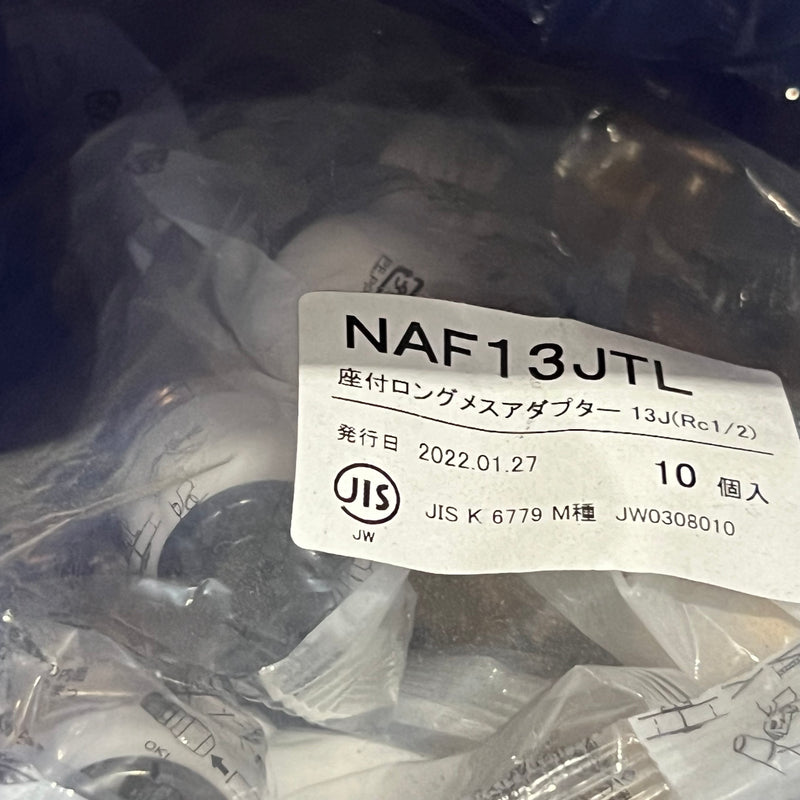 NAF13JTL
座付ロングメスアダプター 13J(Rc1/2)
発行日 2022.01.27
10 個入
JIS
JW
JIS K 6779 M種 JW0308010
OK!